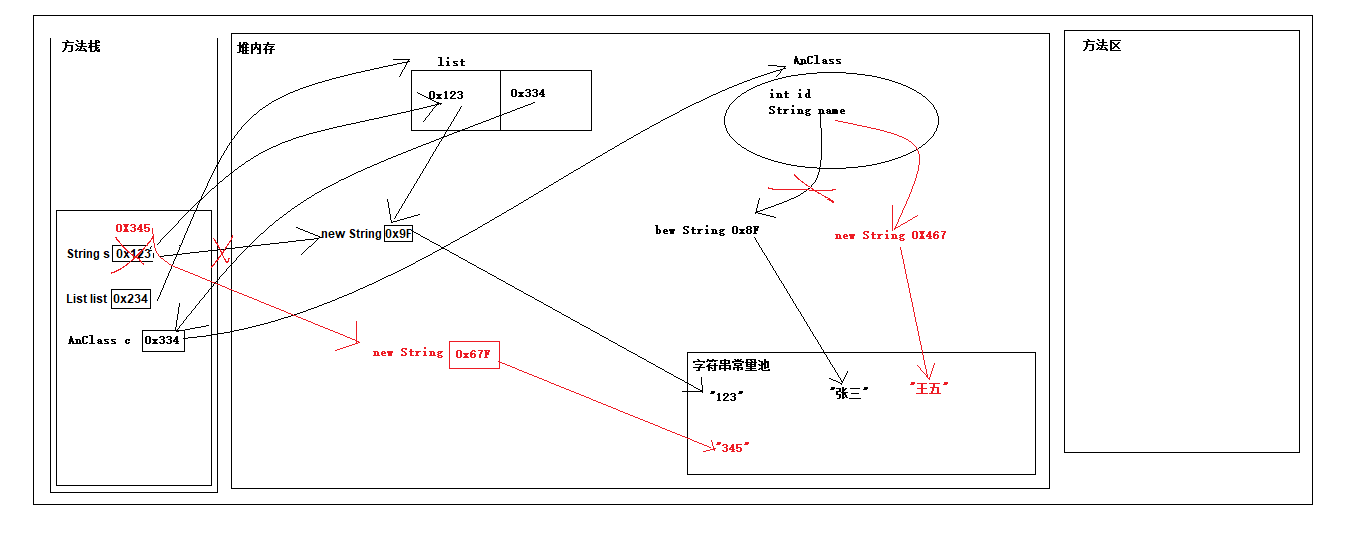 方法栈
堆内存
方法区
list
0x123
0x334
AnClass
int id
String name
0X345
String s 0x123
new String 0x9F
bew String 0x8F
new String 0X467
List list 0x234
AnClass c 0x334
new String 0x67F
字符串常量池
"123"
"张三"
"王五"
"345"